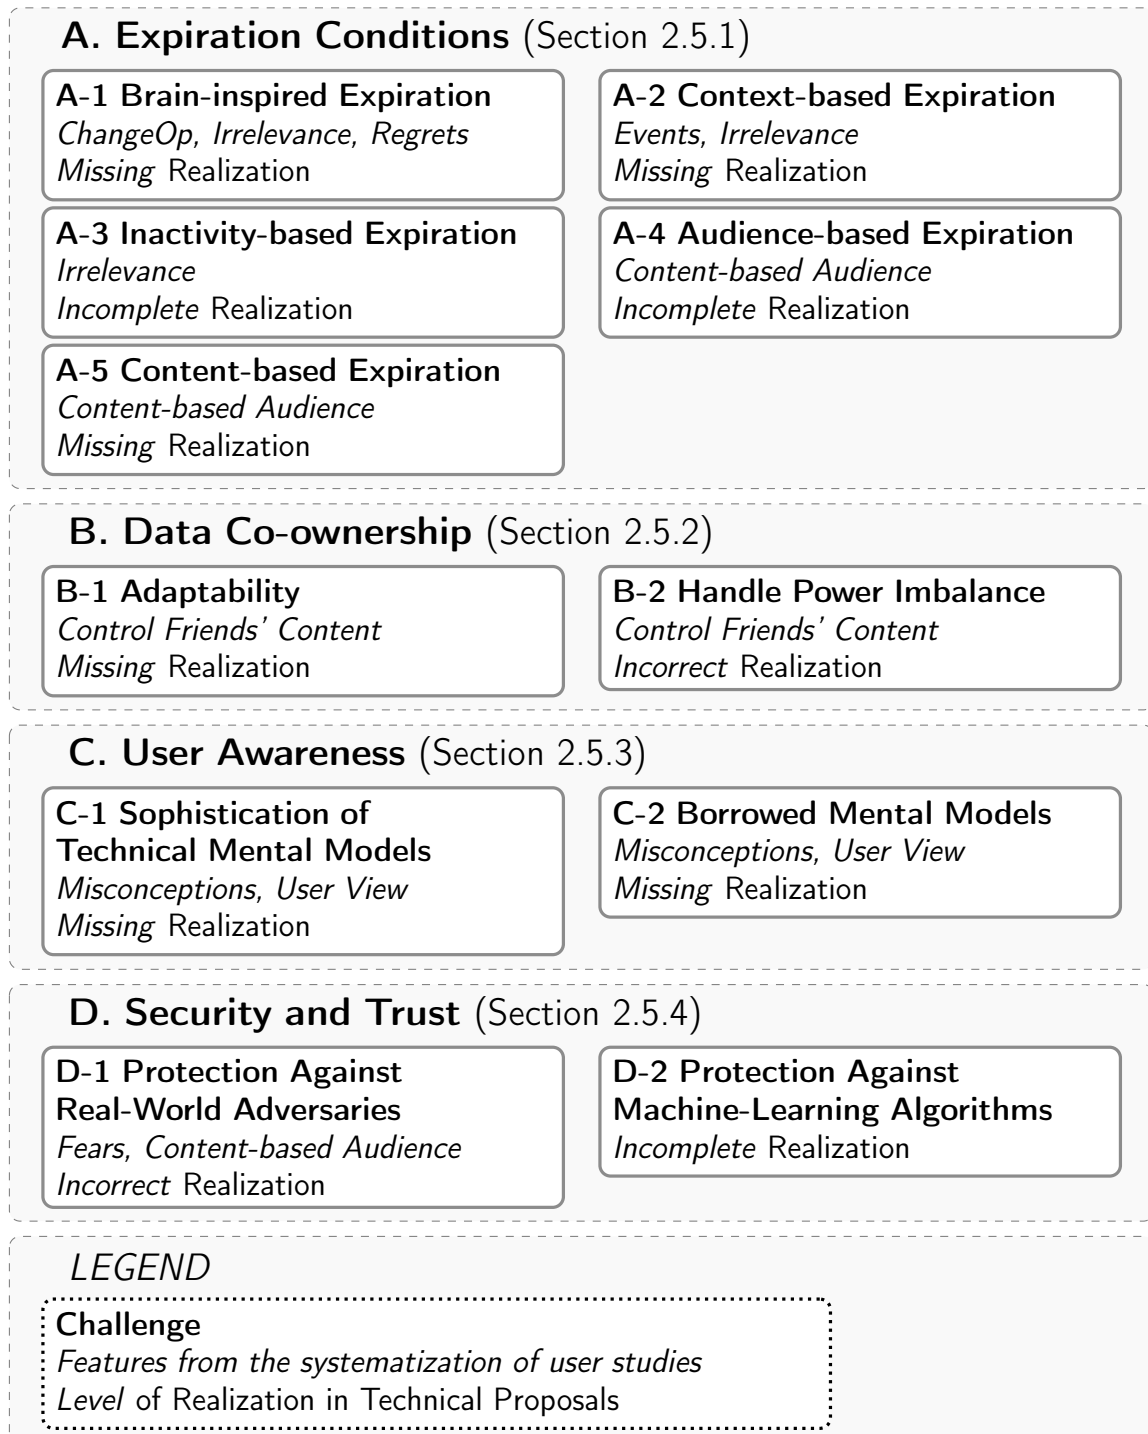 A. Expiration Conditions (Section 2.5.1)
A-1 Brain-inspired Expiration
ChangeOp, Irrelevance, Regrets
Missing Realization
A-2 Context-based Expiration
Events, Irrelevance
Missing Realization
A-3 Inactivity-based Expiration
Irrelevance
Incomplete Realization
A-4 Audience-based Expiration
Content-based Audience
Incomplete Realization
A-5 Content-based Expiration
Content-based Audience
Missing Realization
B. Data Co-ownership (Section 2.5.2)
B-1 Adaptability
Control Friends' Content
Missing Realization
B-2 Handle Power Imbalance
Control Friends' Content
Incorrect Realization
C. User Awareness (Section 2.5.3)
C-1 Sophistication of
Technical Mental Models
Misconceptions, User View
Missing Realization
C-2 Borrowed Mental Models
Misconceptions, User View
Missing Realization
D. Security and Trust (Section 2.5.4)
D-1 Protection Against
Real-World Adversaries
Fears, Content-based Audience
Incorrect Realization
D-2 Protection Against
Machine-Learning Algorithms
Incomplete Realization
LEGEND
Challenge
Features from the systematization of user studies
Level of Realization in Technical Proposals